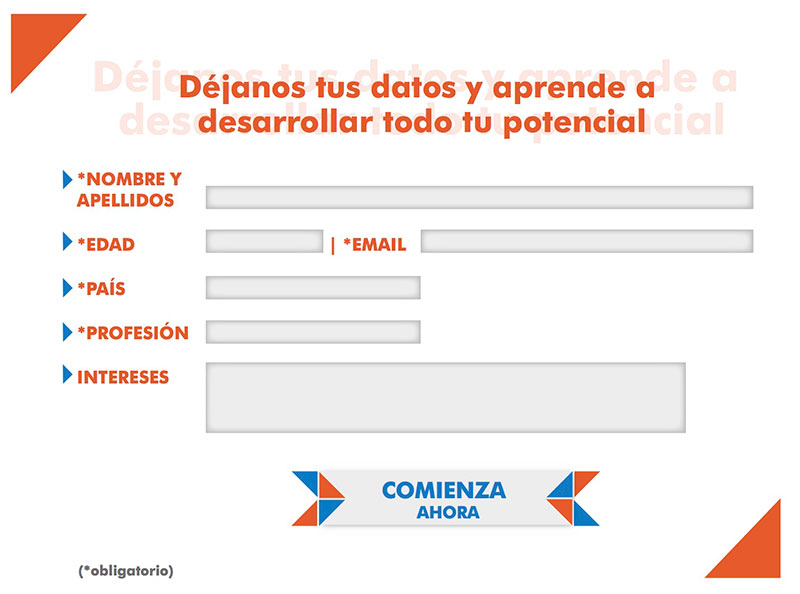 Déjanos tus datos y aprende a
desarrollar todo tu potencial
*NOMBRE Y
APELLIDOS
*EDAD | *EMAIL
*PAÍS
*PROFESIÓN
INTERESES
COMIENZA
AHORA
(*obligatorio)